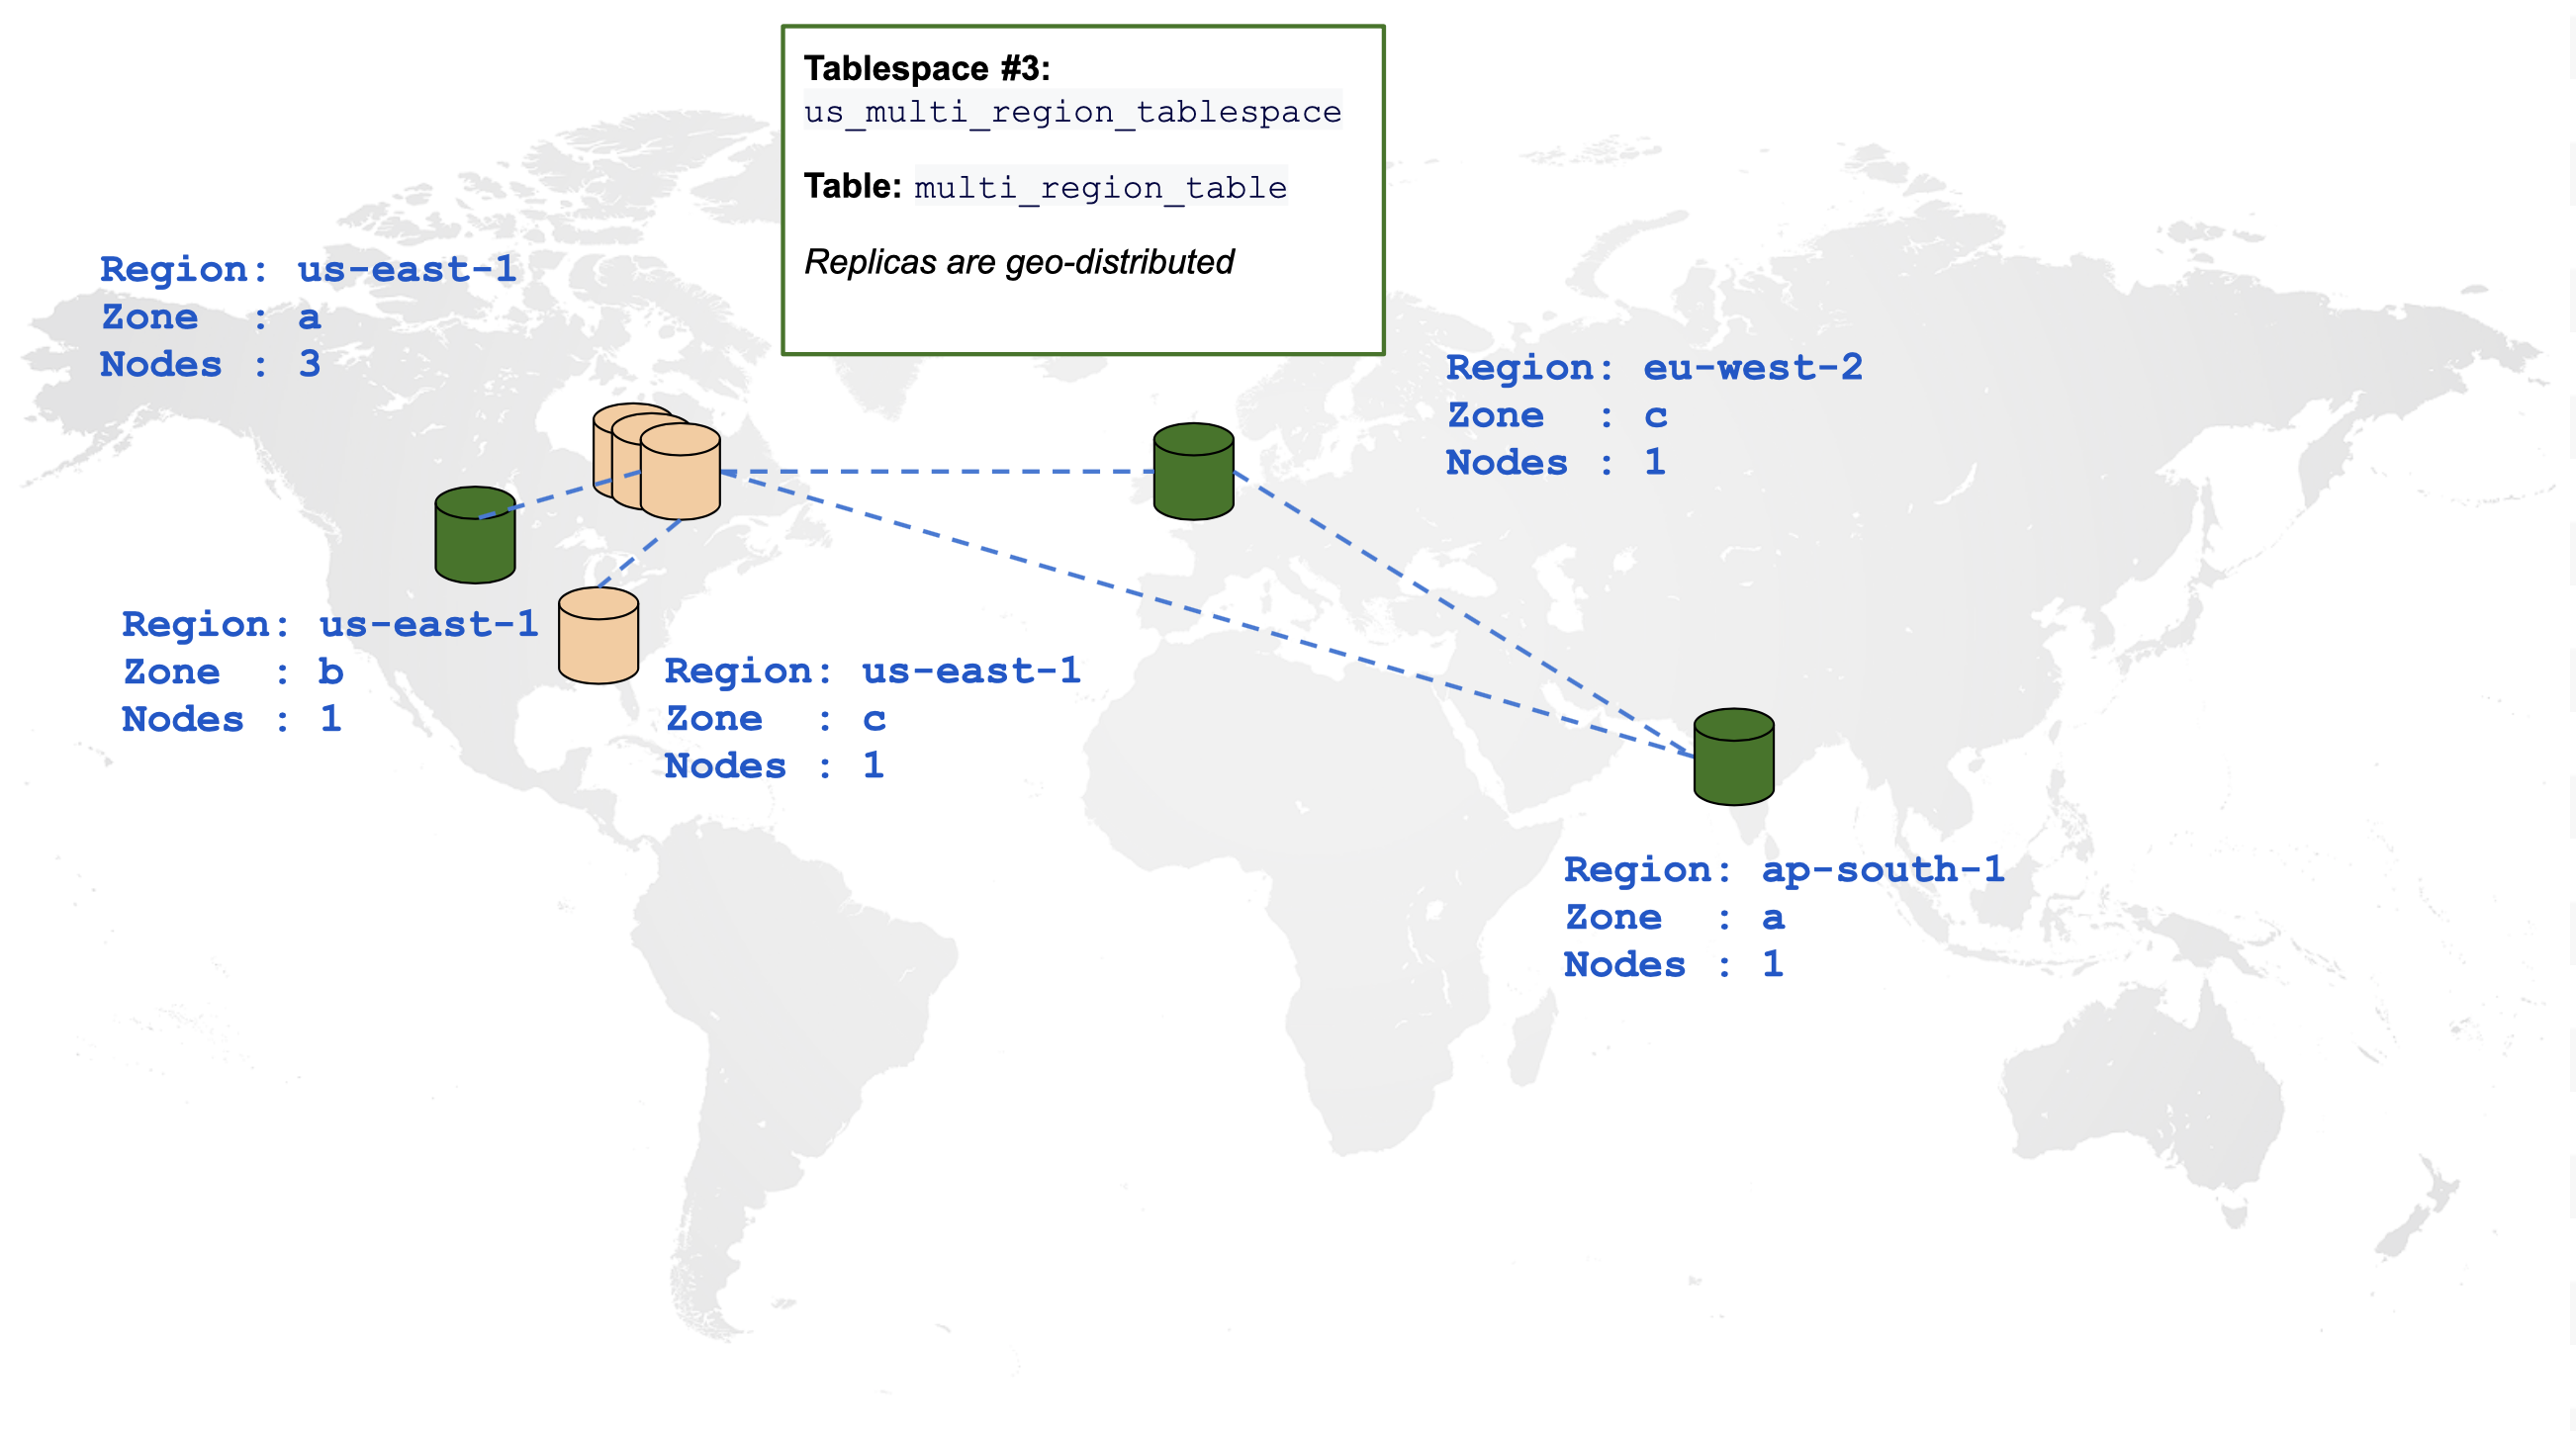 Tablespace #3:
us_multi_region_tablespace
Table: multi_region_table
Replicas are geo-distributed
Region: us-east-1
Zone  : a
Nodes : 3
Region: eu-west-2
Zone  : c
Nodes : 1
Region: us-east-1
Zone  : b
Nodes : 1
Region: us-east-1
Zone  : c
Nodes : 1
Region: ap-south-1
Zone  : a
Nodes : 1